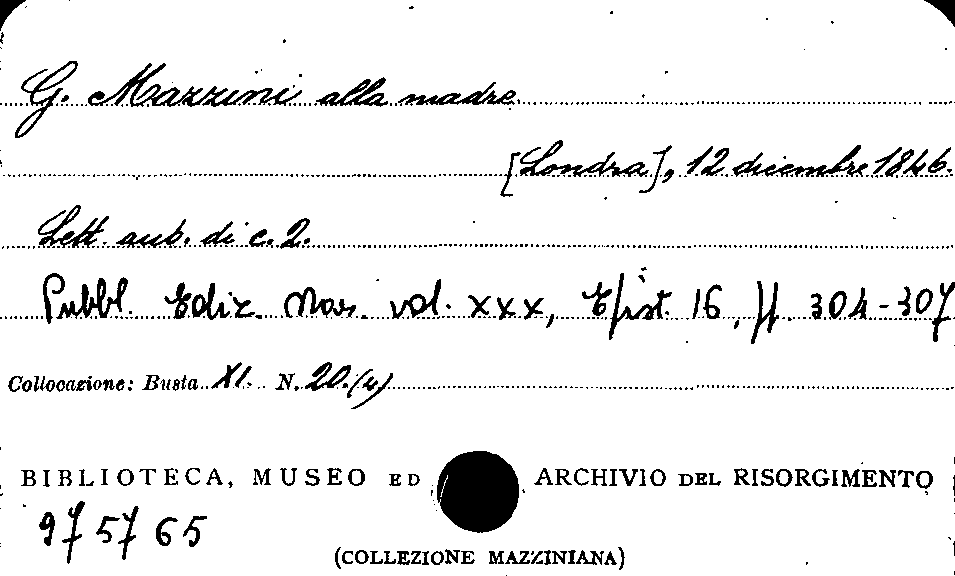 G. Mazzini alla madre
[Londra], 12 dicembre 1846.
Lett. aut. di c. 2.
Pubbl. Ediz. Naz. vol. XXX, Epist. 16, pp. 304-307
Collocazione: Busta XI. N. 20.(4)
BIBLIOTECA, MUSEO ED ARCHIVIO DEL RISORGIMENTO
975765
(COLLEZIONE MAZZINIANA)